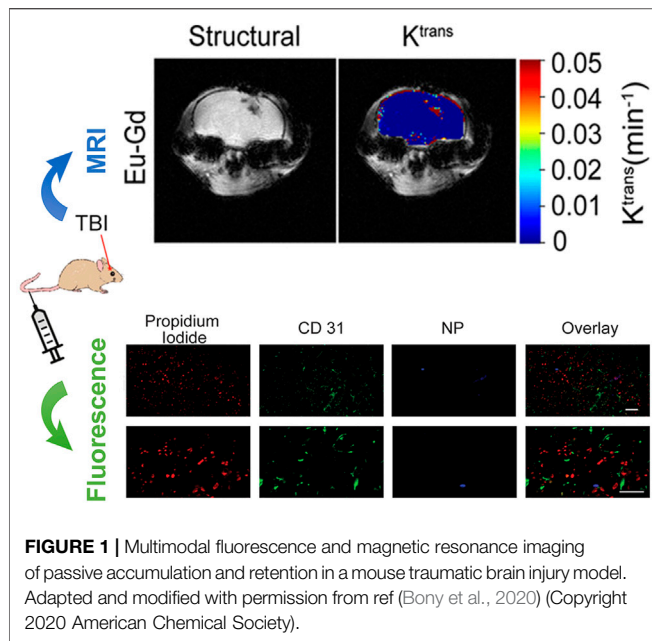 Structural
K^trans
Eu-Gd
0.05
0.04
0.03
0.02
0.01
0
K^trans(min⁻¹)
MRI
TBI
Fluorescence
Propidium
Iodide
CD 31
NP
Overlay
FIGURE 1 | Multimodal fluorescence and magnetic resonance imaging
of passive accumulation and retention in a mouse traumatic brain injury model.
Adapted and modified with permission from ref (Bony et al., 2020) (Copyright
2020 American Chemical Society).